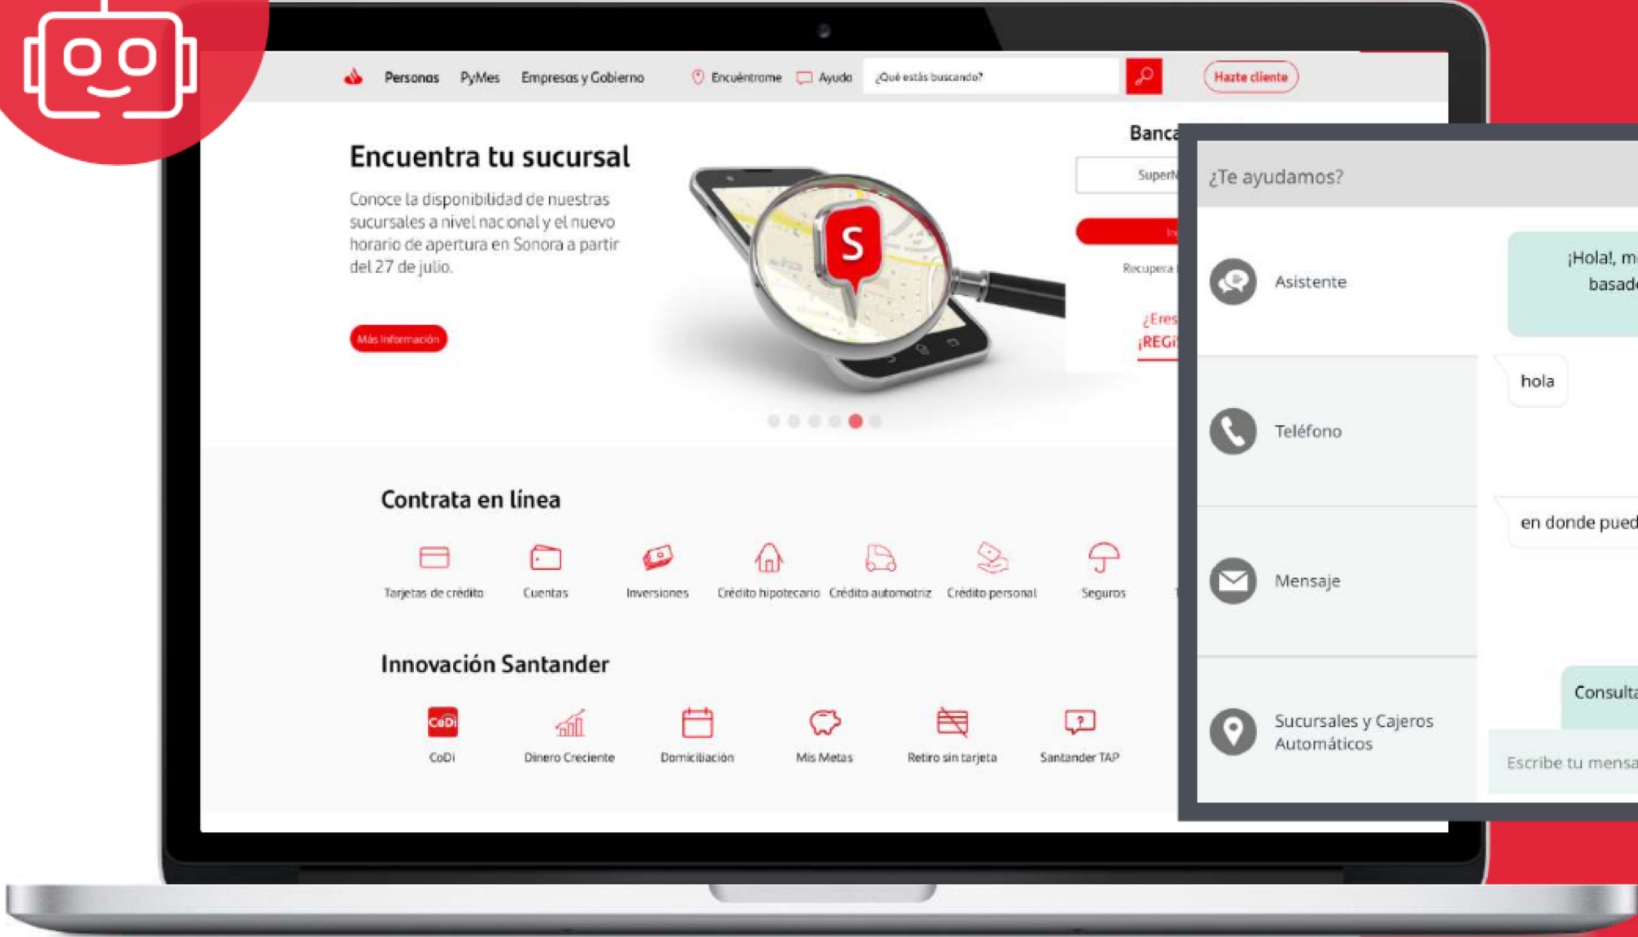 Personas PyMes Empresas y Gobierno Encuéntrame Ayuda ¿Qué estás buscando? Hazte cliente
Encuentra tu sucursal
Conoce la disponibilidad de nuestras
sucursales a nivel nacional y el nuevo
horario de apertura en Sonora a partir
del 27 de julio.
Más Información
S
Banca
Recupera
¿Eres
Contrata en línea
Tarjetas de crédito Cuentas Inversiones Crédito hipotecario Crédito automotriz Crédito personal Seguros
Innovación Santander
CoDi
CoDi Dinero Creciente Domiciliación Mis Metas Retiro sin tarjeta Santander TAP
¿Te ayudamos?
Asistente
Teléfono
Mensaje
Sucursales y Cajeros
Automáticos
¡Hola!,
hola
en donde
Escribe tu